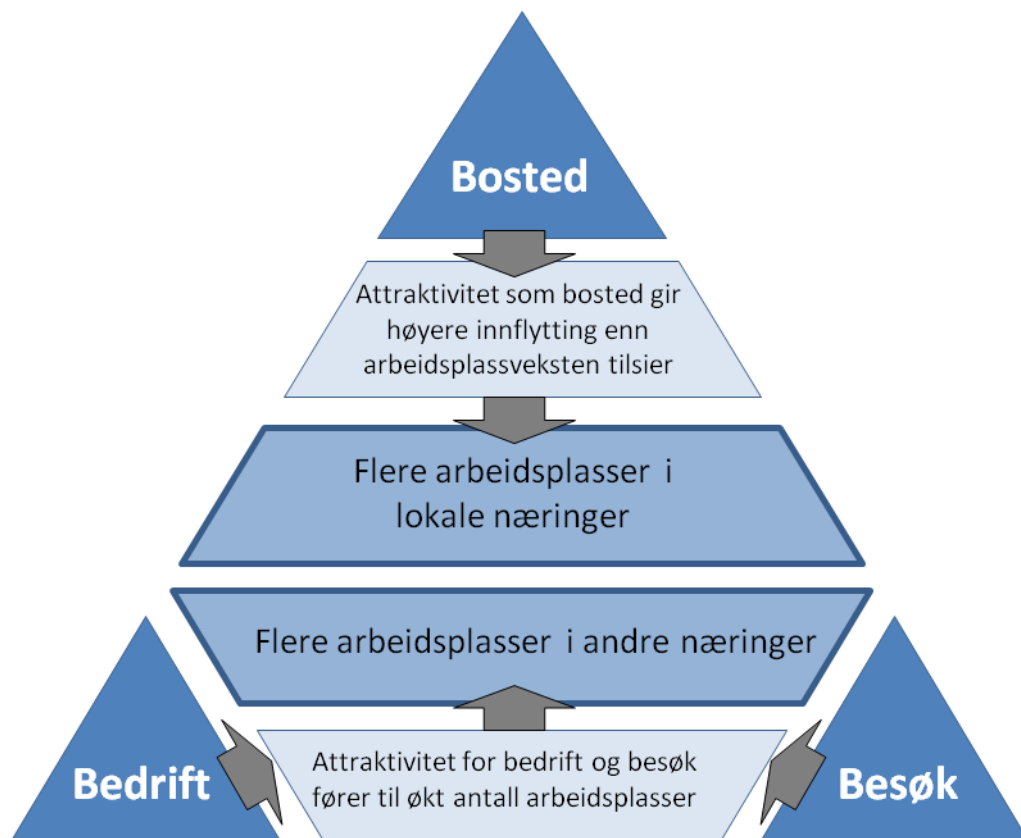 Bosted
Attraktivitet som bosted gir
høyere innflytting enn
arbeidsplassveksten tilsier
Flere arbeidsplasser i
lokale næringer
Flere arbeidsplasser i andre næringer
Bedrift
Attraktivitet for bedrift og besøk
fører til økt antall arbeidsplasser
Besøk